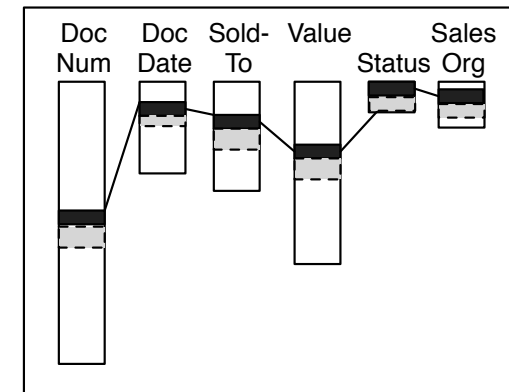 Doc Num
Doc Date
Sold-To
Value
Status
Sales Org